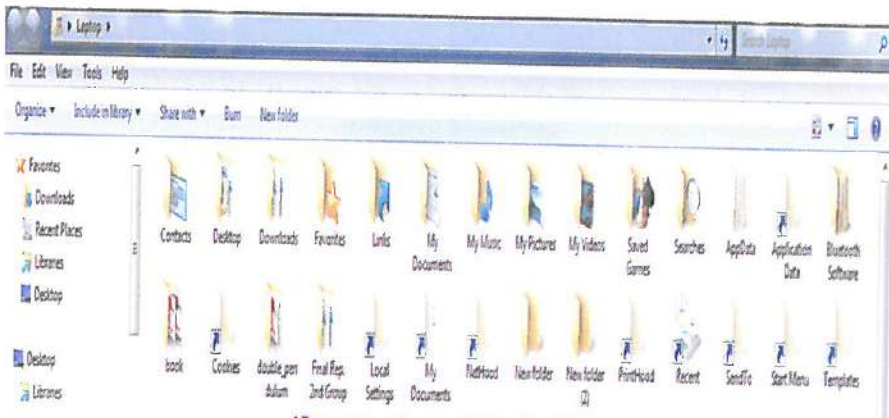 Laptop
Search Laptop
File Edit View Tools Help
Organize Include in library Share with Burn New folder
Favorites
Downloads
Recent Places
Libraries
Desktop
Desktop
Libraries
Contacts Desktop Downloads Favorites Links My Documents My Music My Pictures My Videos Saved Games Searches AppData Application Data Bluetooth Software
book Cookies double_pendulum Final Rep. 2nd Group Local Settings My Documents NetHood New folder New folder (2) PrintHood Recent SendTo Start Menu Templates